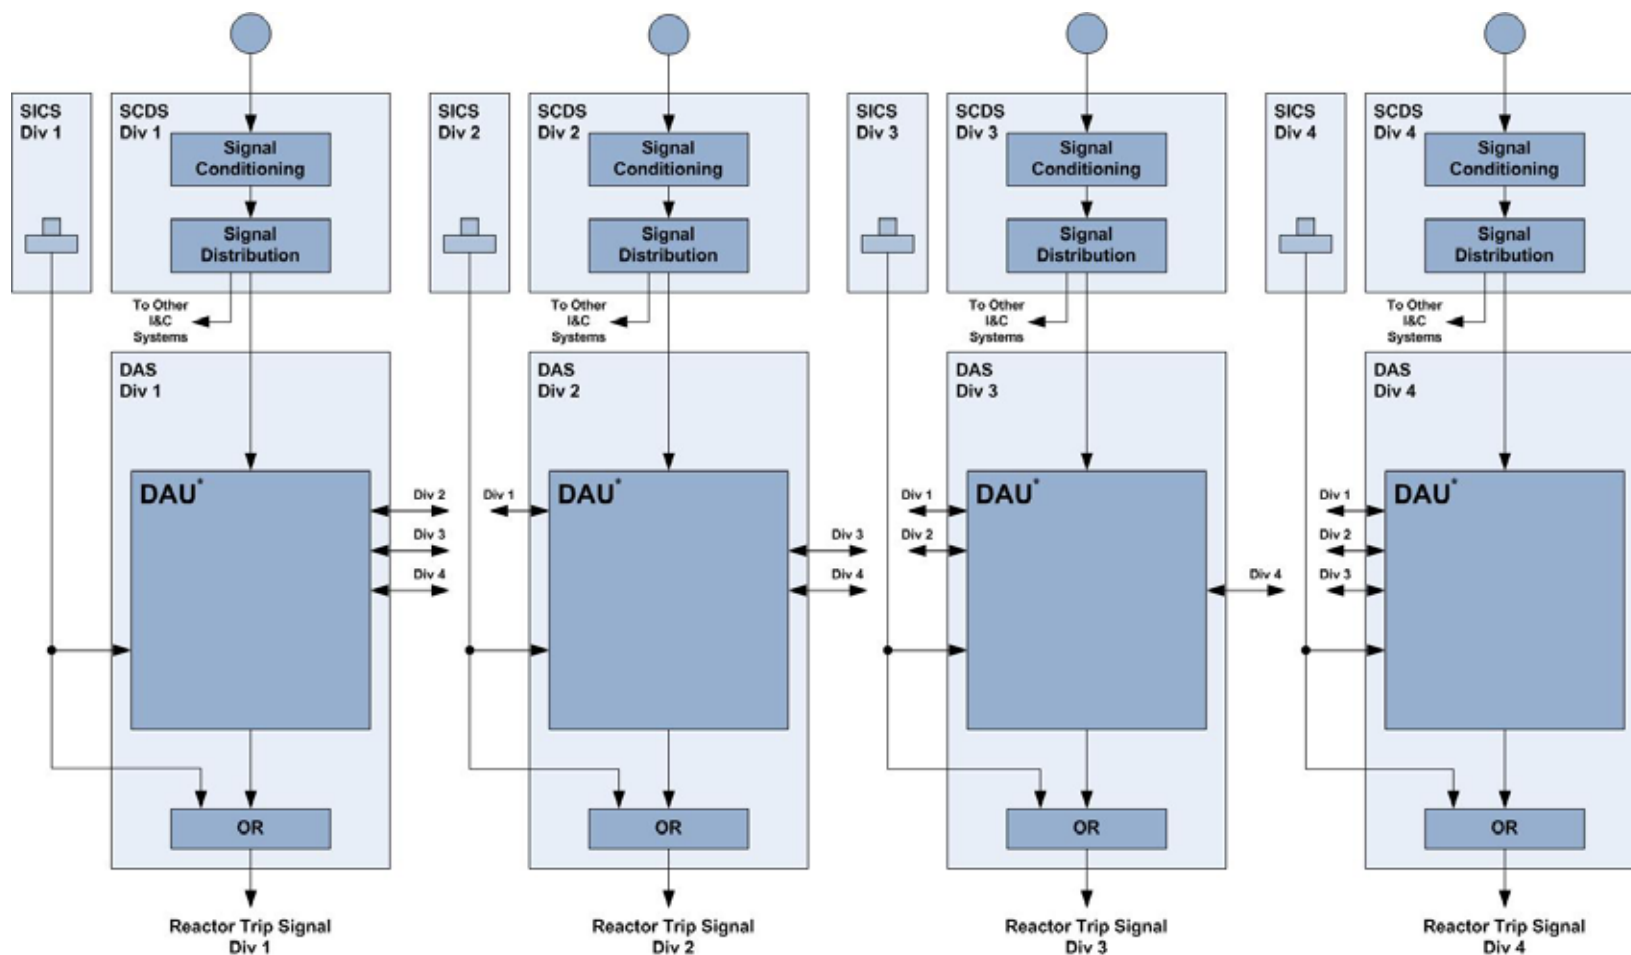 SICS
Div 1
SCDS
Div 1
Signal
Conditioning
Signal
Distribution
To Other
I&C
Systems
DAS
Div 1
DAU*
Div 2
Div 3
Div 4
OR
Reactor Trip Signal
Div 1
SICS
Div 2
SCDS
Div 2
Signal
Conditioning
Signal
Distribution
To Other
I&C
Systems
DAS
Div 2
Div 1
DAU*
Div 3
Div 4
OR
Reactor Trip Signal
Div 2
SICS
Div 3
SCDS
Div 3
Signal
Conditioning
Signal
Distribution
To Other
I&C
Systems
DAS
Div 3
Div 1
Div 2
DAU*
Div 4
OR
Reactor Trip Signal
Div 3
SICS
Div 4
SCDS
Div 4
Signal
Conditioning
Signal
Distribution
To Other
I&C
Systems
DAS
Div 4
Div 1
Div 2
Div 3
DAU*
OR
Reactor Trip Signal
Div 4